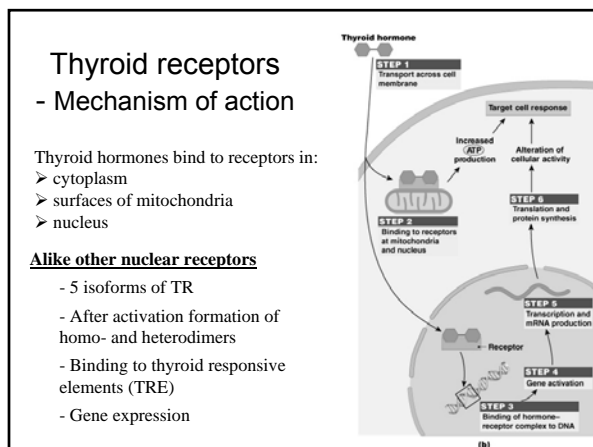 Thyroid receptors
- Mechanism of action
Thyroid hormones bind to receptors in:
➢ cytoplasm
➢ surfaces of mitochondria
➢ nucleus
Alike other nuclear receptors
- 5 isoforms of TR
- After activation formation of
homo- and heterodimers
- Binding to thyroid responsive
elements (TRE)
- Gene expression
Thyroid hormone
STEP 1
Transport across cell
membrane
Target cell response
Increased
ATP
production
Alteration of
cellular activity
STEP 6
Translation and
protein synthesis
STEP 2
Binding to receptors
at mitochondria
and nucleus
STEP 5
Transcription and
mRNA production
Receptor
STEP 4
Gene activation
STEP 3
Binding of hormone–
receptor complex to DNA
(b)